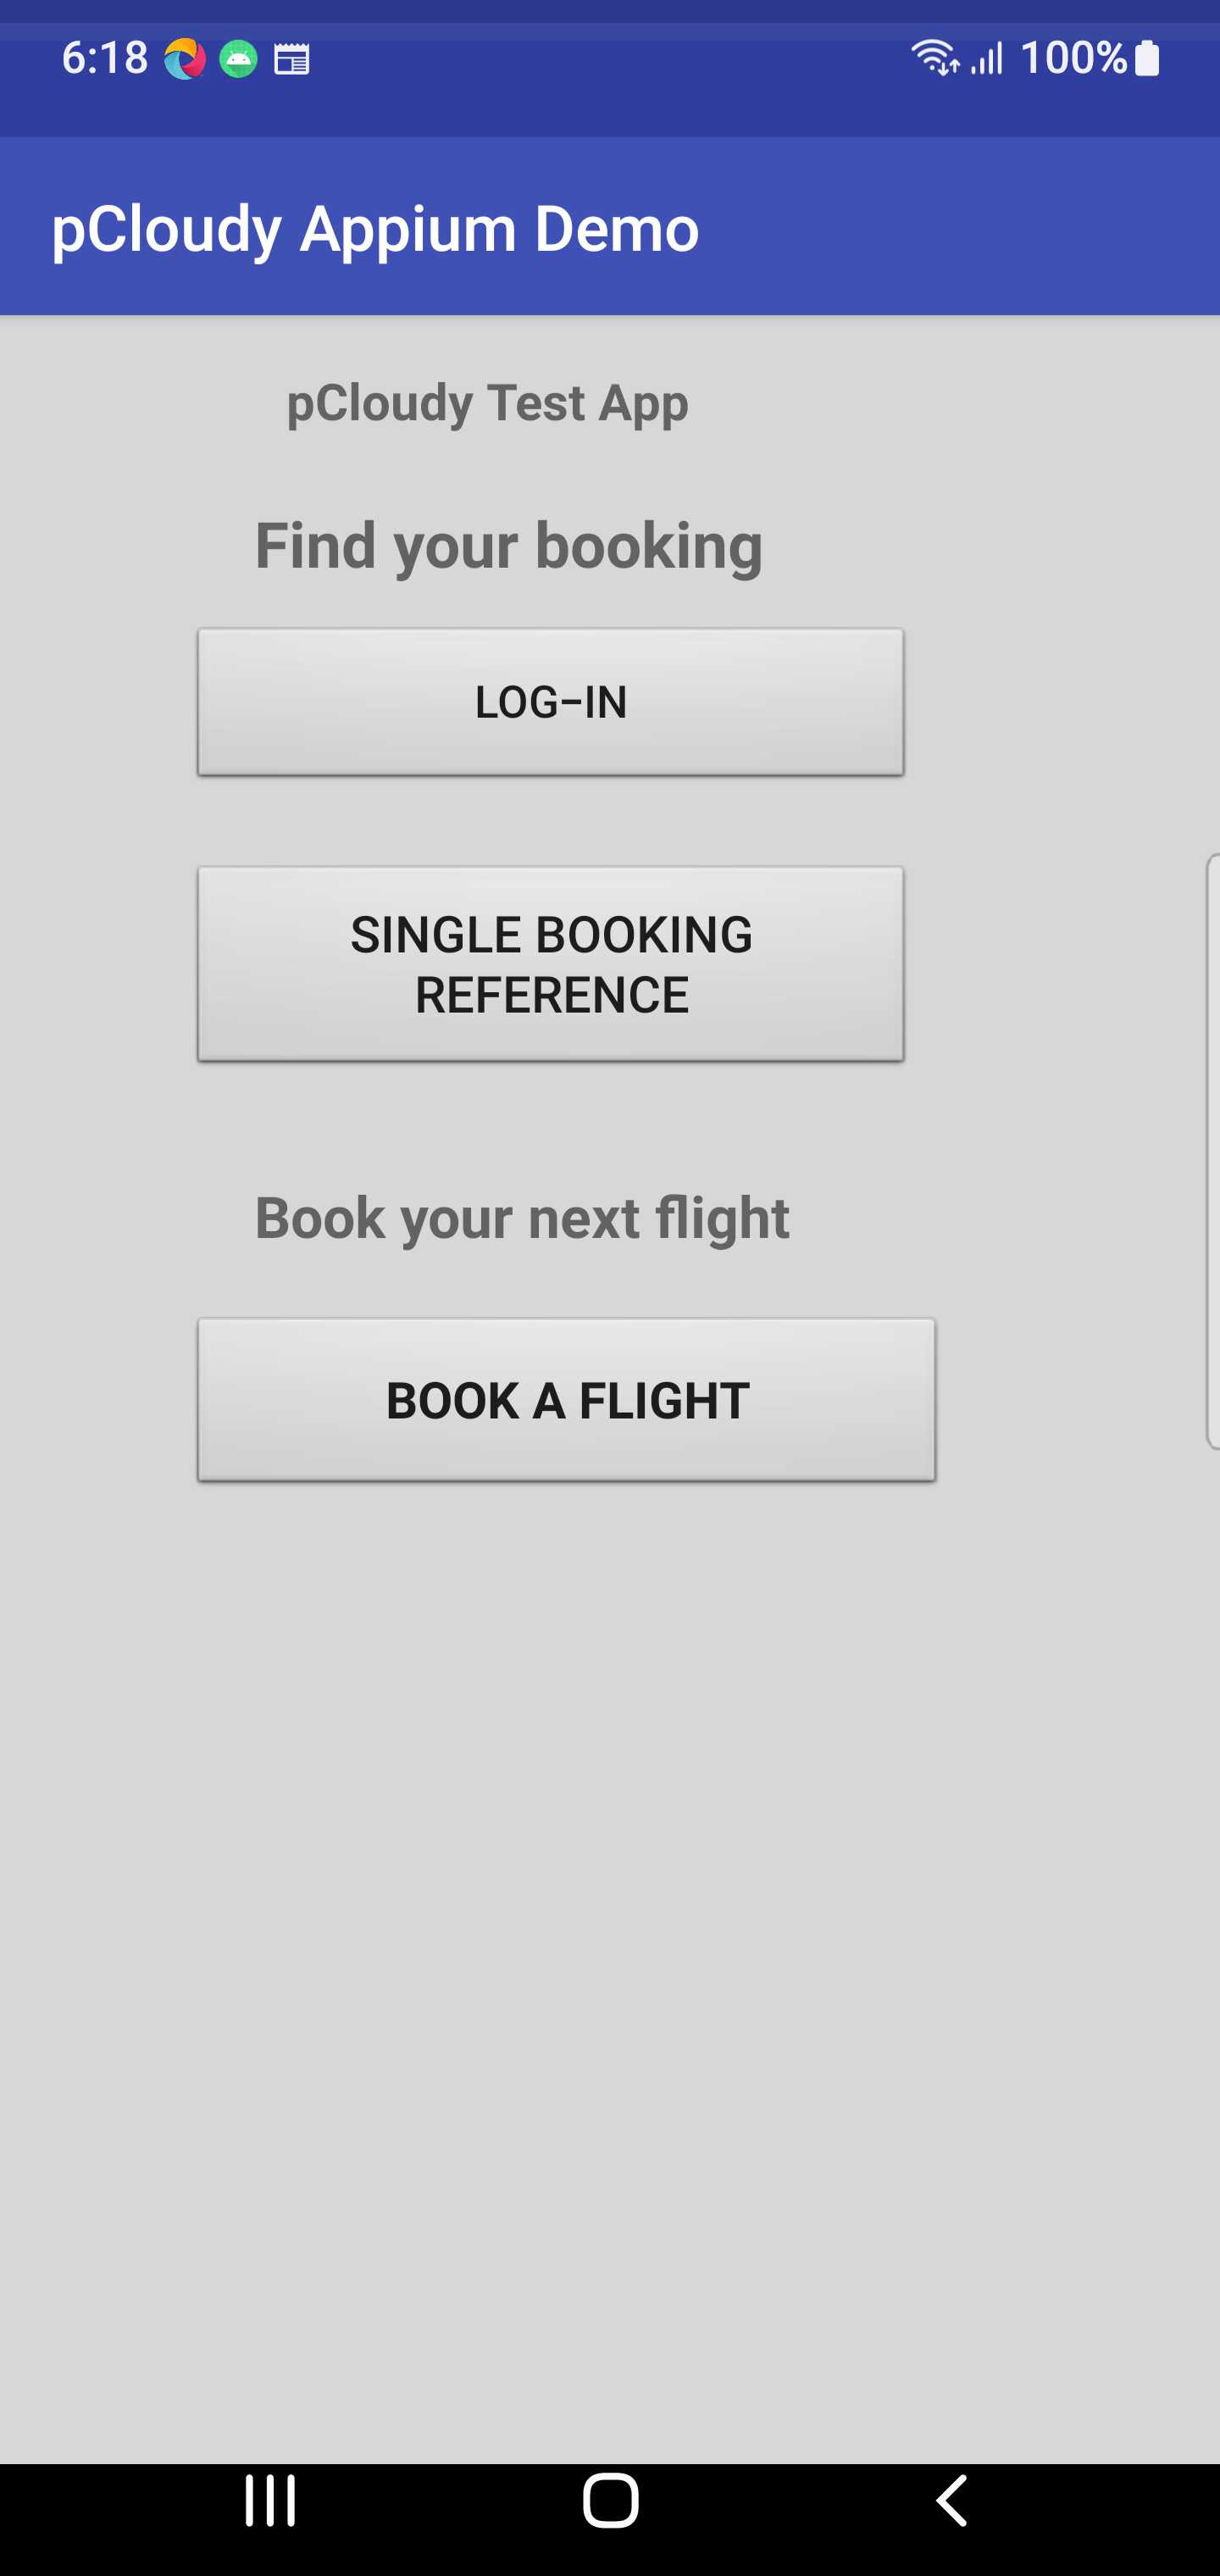 6:18 100%
pCloudy Appium Demo
pCloudy Test App
Find your booking
LOG-IN
SINGLE BOOKING
REFERENCE
Book your next flight
BOOK A FLIGHT